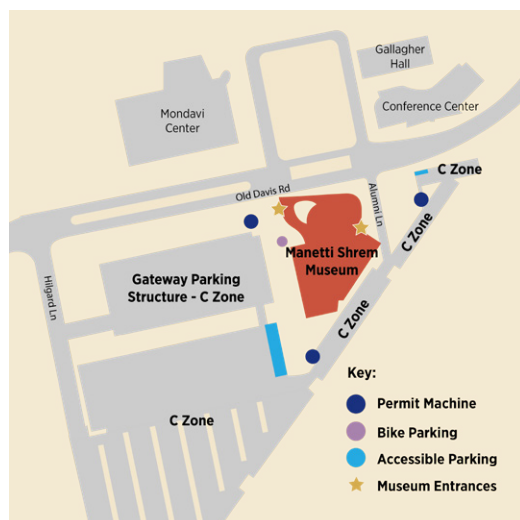 Gallagher
Hall
Mondavi
Center
Conference Center
C Zone
Old Davis Rd
Alumni Ln
C Zone
Manetti Shrem
Museum
Gateway Parking
Structure - C Zone
Hilgard Ln
C Zone
C Zone
Key:
Permit Machine
Bike Parking
Accessible Parking
Museum Entrances